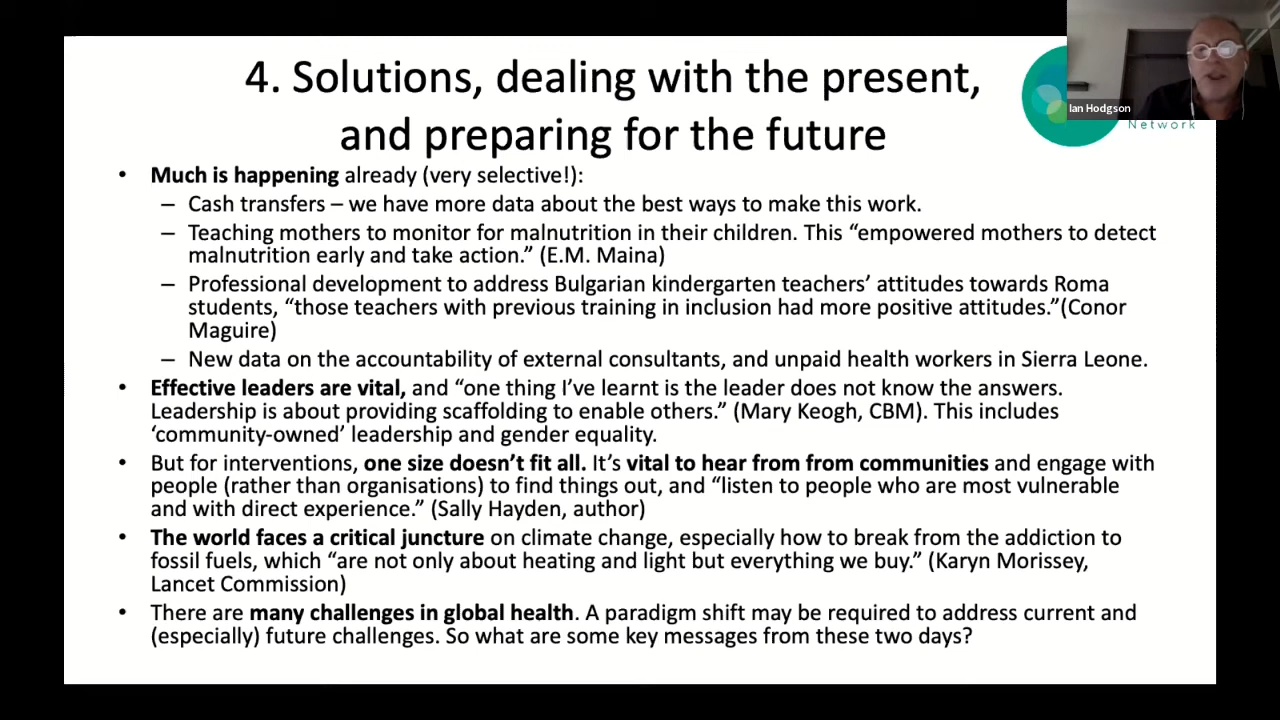 4. Solutions, dealing with the present,
and preparing for the future
Ian Hodgson
Network
• Much is happening already (very selective!):
– Cash transfers – we have more data about the best ways to make this work.
– Teaching mothers to monitor for malnutrition in their children. This “empowered mothers to detect
malnutrition early and take action.” (E.M. Maina)
– Professional development to address Bulgarian kindergarten teachers’ attitudes towards Roma
students, “those teachers with previous training in inclusion had more positive attitudes.”(Conor
Maguire)
– New data on the accountability of external consultants, and unpaid health workers in Sierra Leone.
• Effective leaders are vital, and “one thing I’ve learnt is the leader does not know the answers.
Leadership is about providing scaffolding to enable others.” (Mary Keogh, CBM). This includes
‘community-owned’ leadership and gender equality.
• But for interventions, one size doesn’t fit all. It’s vital to hear from from communities and engage with
people (rather than organisations) to find things out, and “listen to people who are most vulnerable
and with direct experience.” (Sally Hayden, author)
• The world faces a critical juncture on climate change, especially how to break from the addiction to
fossil fuels, which “are not only about heating and light but everything we buy.” (Karyn Morissey,
Lancet Commission)
• There are many challenges in global health. A paradigm shift may be required to address current and
(especially) future challenges. So what are some key messages from these two days?